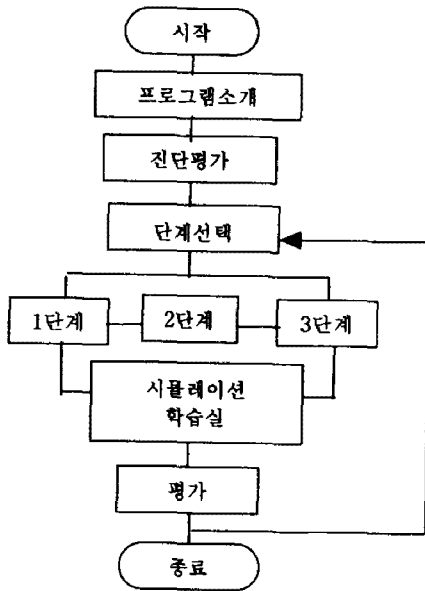 시작
프로그램소개
진단평가
단계선택
1단계
2단계
3단계
시뮬레이션
학습실
평가
종료